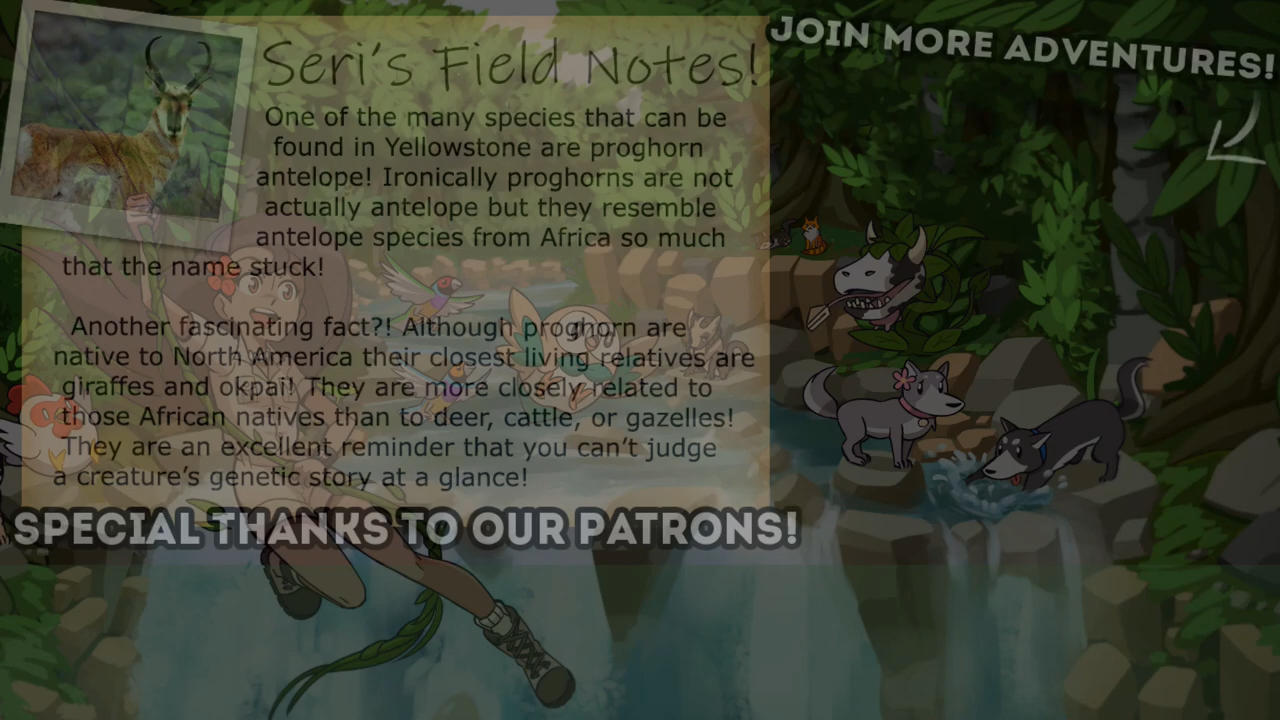 Seri's Field Notes!
One of the many species that can be
found in Yellowstone are proghorn
antelope! Ironically proghorns are not
actually antelope but they resemble
antelope species from Africa so much
that the name stuck!
Another fascinating fact?! Although proghorn are
native to North America their closest living relatives are
giraffes and okpai! They are more closely related to
those African natives than to deer, cattle, or gazelles!
They are an excellent reminder that you can't judge
a creature's genetic story at a glance!
SPECIAL THANKS TO OUR PATRONS!
JOIN MORE ADVENTURES!